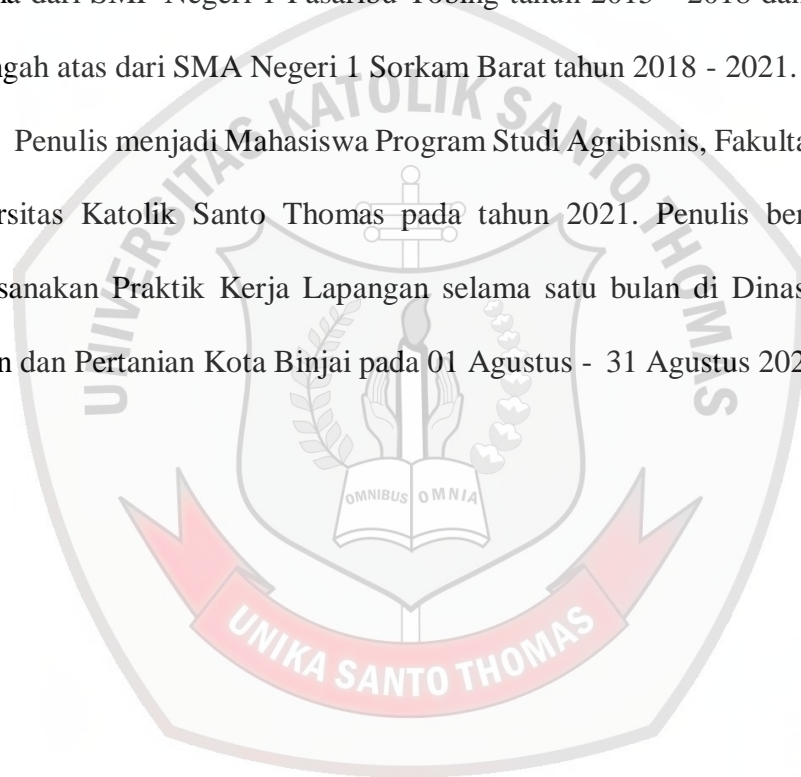 dari SMP Negeri 1 Pasaribu Tobing tahun 2015 - 2018 dan
ngah atas dari SMA Negeri 1 Sorkam Barat tahun 2018 - 2021.
Penulis menjadi Mahasiswa Program Studi Agribisnis, Fakulta
rsitas Katolik Santo Thomas pada tahun 2021. Penulis ber
sanakan Praktik Kerja Lapangan selama satu bulan di Dinas
n dan Pertanian Kota Binjai pada 01 Agustus - 31 Agustus 202
UNIVERSITAS KATOLIK SANTO THOMAS
OMNIBUS OMNIA
UNIKA SANTO THOMAS